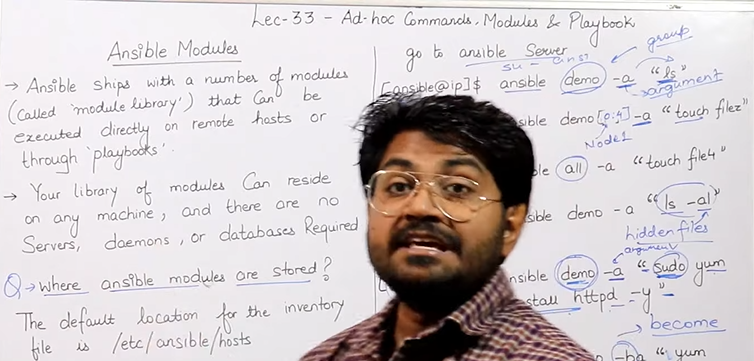 Lec-33 - Ad-hoc Commands, Modules & Playbook
Ansible Modules
→ Ansible ships with a number of modules
(called 'module library') that Can be
executed directly on remote hosts or
through 'playbooks'.
→ Your library of modules Can reside
on any machine, and there are no
Servers, daemons, or databases Required
Q → where ansible modules are stored?
The default location for the inventory
file is /etc/ansible/hosts
go to ansible Server
group
[ansible@ip]$ ansible demo -a "ls"
argument
demo [0:4] -a "touch filez"
Node1
all -a "touch file4"
demo -a "ls -al"
hidden files
argument
demo -a "sudo yum
install httpd -y"
become
-ba "yum